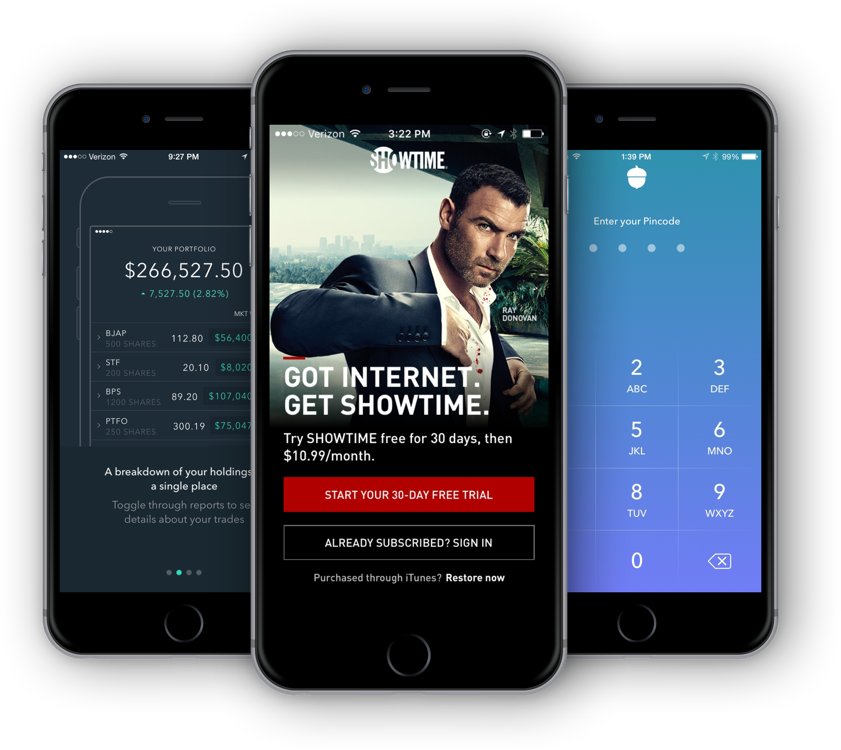 Verizon
9:27 PM
YOUR PORTFOLIO
$266,527.50
7,527.50 (2.82%)
MKT
BJAP
500 SHARES
112.80
$56,400
STF
200 SHARES
20.10
$8,020
BPS
1200 SHARES
89.20
$107,040
PTFO
250 SHARES
300.19
$75,047
A breakdown of your holdings
a single place
Toggle through reports to se
details about your trades
Verizon
3:22 PM
SHOWTIME
RAY
DONOVAN
GOT INTERNET.
GET SHOWTIME.
Try SHOWTIME free for 30 days, then
$10.99/month.
START YOUR 30-DAY FREE TRIAL
ALREADY SUBSCRIBED? SIGN IN
Purchased through iTunes? Restore now
1:39 PM
99%
Enter your Pincode
2
3
ABC
DEF
5
6
JKL
MNO
8
9
TUV
WXYZ
0